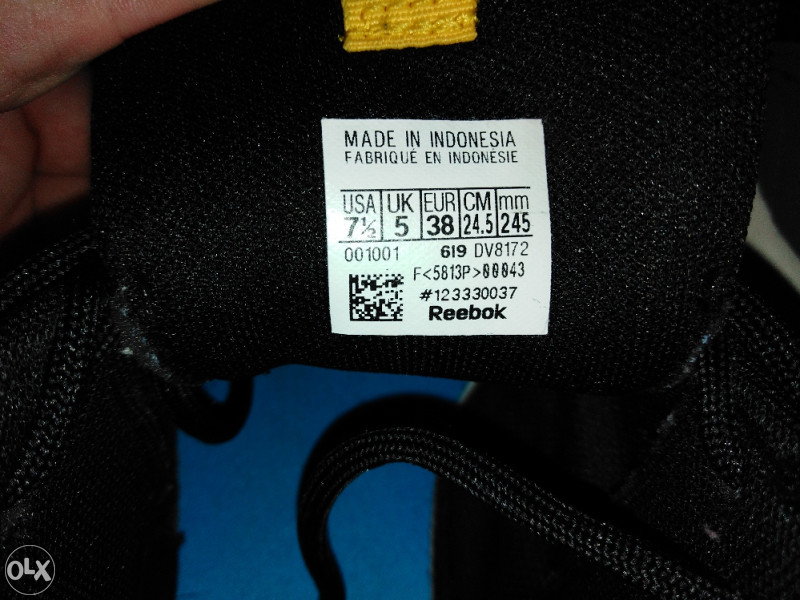 MADE IN INDONESIA
FABRIQUÉ EN INDONÉSIE
USA UK EUR CM mm
7½ 5 38 24.5 245
001001 619 DV8172
F<5813P>00043
#123330037
Reebok
OLX